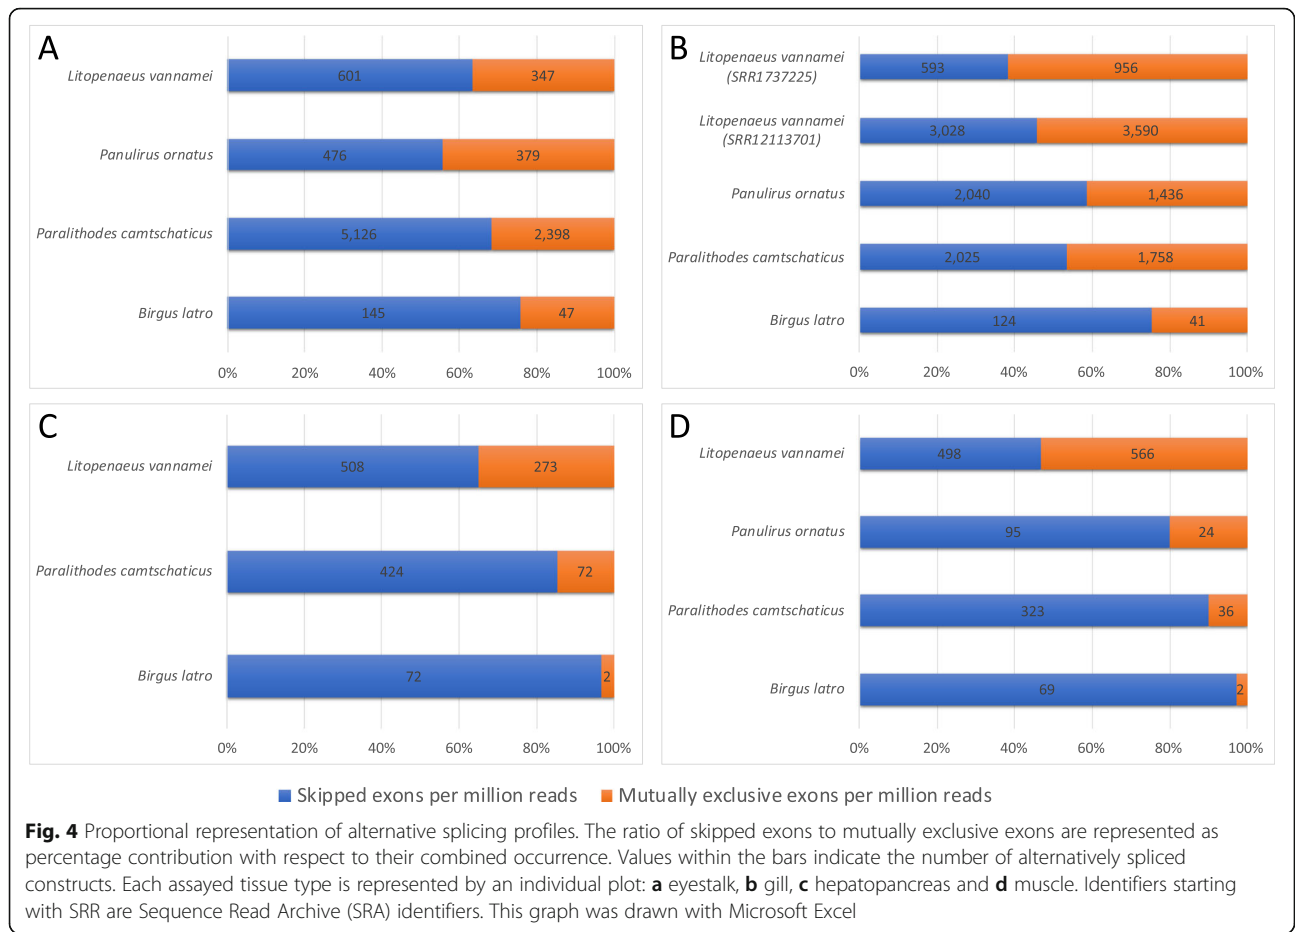 A
Litopenaeus vannamei
601 347
Panulirus ornatus
476 379
Paralithodes camtschaticus
5,126 2,398
Birgus latro
145 47
0% 20% 40% 60% 80% 100%
B
Litopenaeus vannamei
(SRR1737225)
593 956
Litopenaeus vannamei
(SRR12113701)
3,028 3,590
Panulirus ornatus
2,040 1,436
Paralithodes camtschaticus
2,025 1,758
Birgus latro
124 41
0% 20% 40% 60% 80% 100%
C
Litopenaeus vannamei
508 273
Paralithodes camtschaticus
424 72
Birgus latro
72 2
0% 20% 40% 60% 80% 100%
D
Litopenaeus vannamei
498 566
Panulirus ornatus
95 24
Paralithodes camtschaticus
323 36
Birgus latro
69 2
0% 20% 40% 60% 80% 100%
Skipped exons per million reads Mutually exclusive exons per million reads
Fig. 4 Proportional representation of alternative splicing profiles. The ratio of skipped exons to mutually exclusive exons are represented as
percentage contribution with respect to their combined occurrence. Values within the bars indicate the number of alternatively spliced
constructs. Each assayed tissue type is represented by an individual plot: a eyestalk, b gill, c hepatopancreas and d muscle. Identifiers starting
with SRR are Sequence Read Archive (SRA) identifiers. This graph was drawn with Microsoft Excel